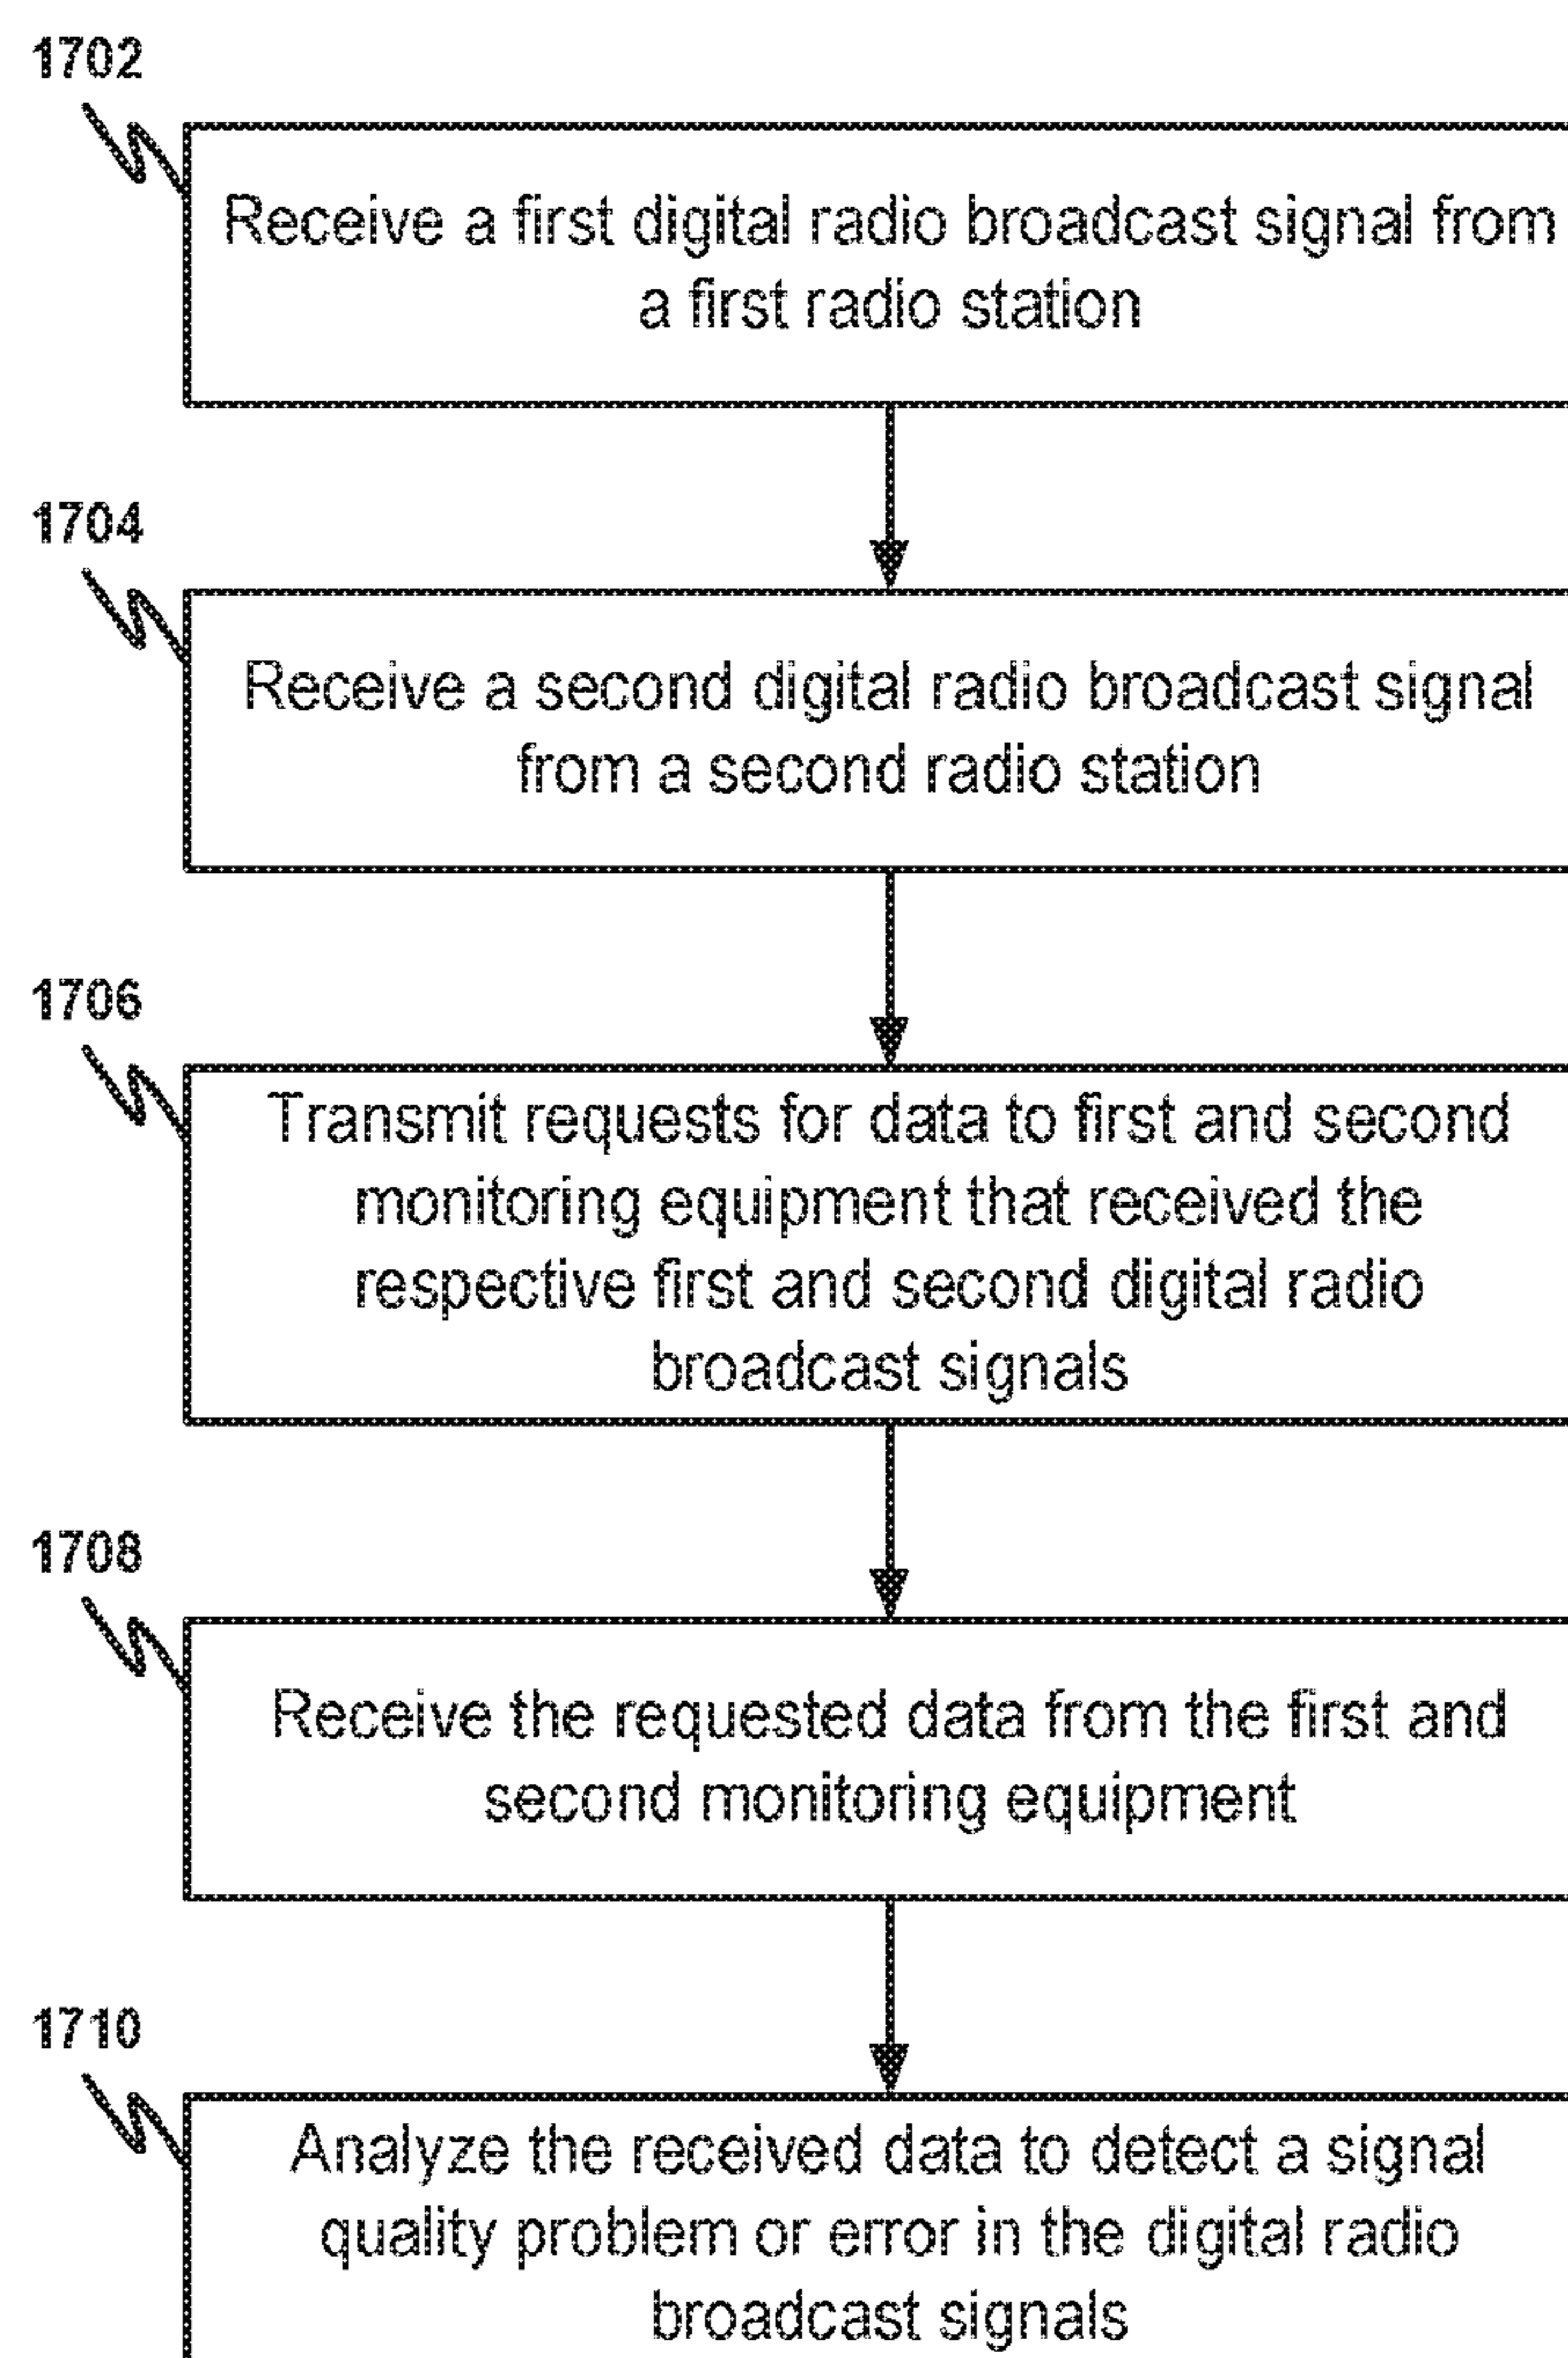 1702
Receive a first digital radio broadcast signal from
a first radio station
1704
Receive a second digital radio broadcast signal
from a second radio station
1706
Transmit requests for data to first and second
monitoring equipment that received the
respective first and second digital radio
broadcast signals
1708
Receive the requested data from the first and
second monitoring equipment
1710
Analyze the received data to detect a signal
quality problem or error in the digital radio
broadcast signals